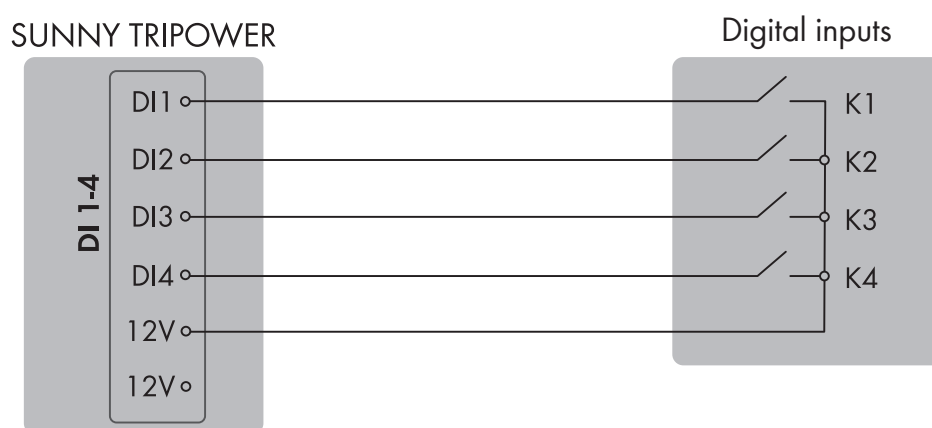 SUNNY TRIPOWER
Digital inputs
DI 1-4
DI1
DI2
DI3
DI4
12V
12V
K1
K2
K3
K4